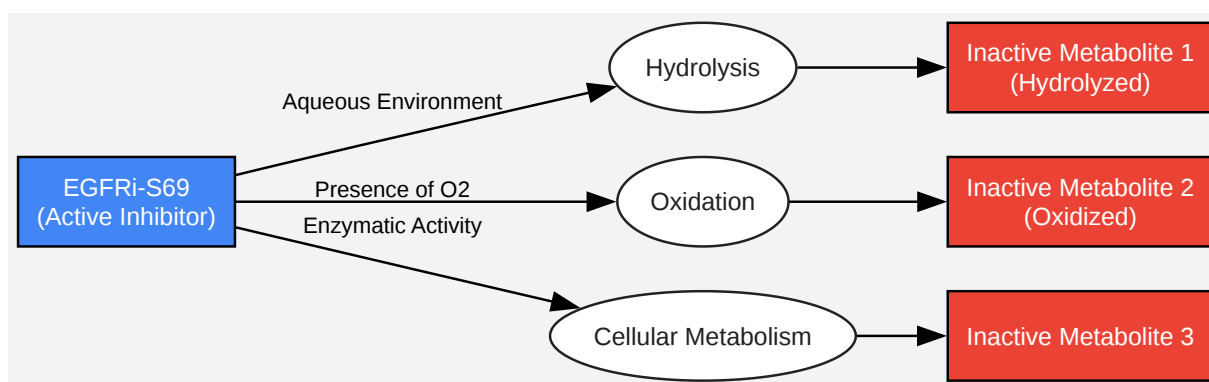 EGFRi-S69
(Active Inhibitor)
Aqueous Environment
Hydrolysis
Inactive Metabolite 1
(Hydrolyzed)
Presence of O2
Oxidation
Inactive Metabolite 2
(Oxidized)
Enzymatic Activity
Cellular Metabolism
Inactive Metabolite 3